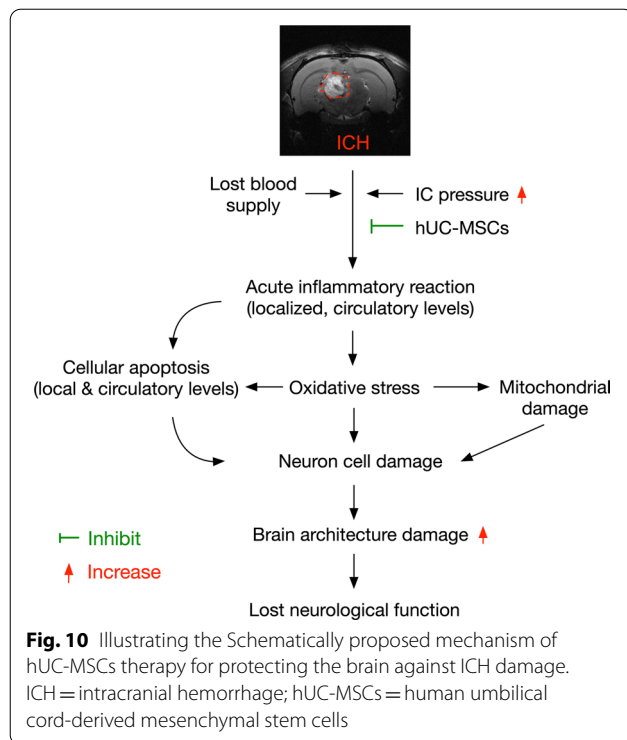 ICH
Lost blood
supply
IC pressure
hUC-MSCs
Acute inflammatory reaction
(localized, circulatory levels)
Cellular apoptosis
(local & circulatory levels)
Oxidative stress
Mitochondrial
damage
Neuron cell damage
Brain architecture damage
Inhibit
Increase
Lost neurological function
Fig. 10 Illustrating the Schematically proposed mechanism of
hUC-MSCs therapy for protecting the brain against ICH damage.
ICH = intracranial hemorrhage; hUC-MSCs = human umbilical
cord-derived mesenchymal stem cells